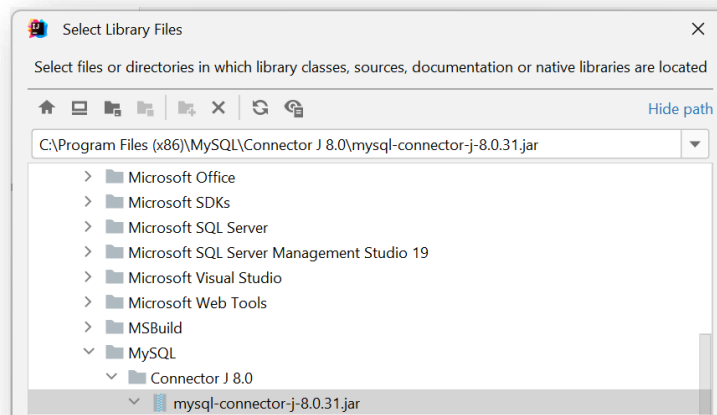 Select Library Files
Select files or directories in which library classes, sources, documentation or native libraries are located
Hide path
C:\Program Files (x86)\MySQL\Connector J 8.0\mysql-connector-j-8.0.31.jar
Microsoft Office
Microsoft SDKs
Microsoft SQL Server
Microsoft SQL Server Management Studio 19
Microsoft Visual Studio
Microsoft Web Tools
MSBuild
MySQL
Connector J 8.0
mysql-connector-j-8.0.31.jar